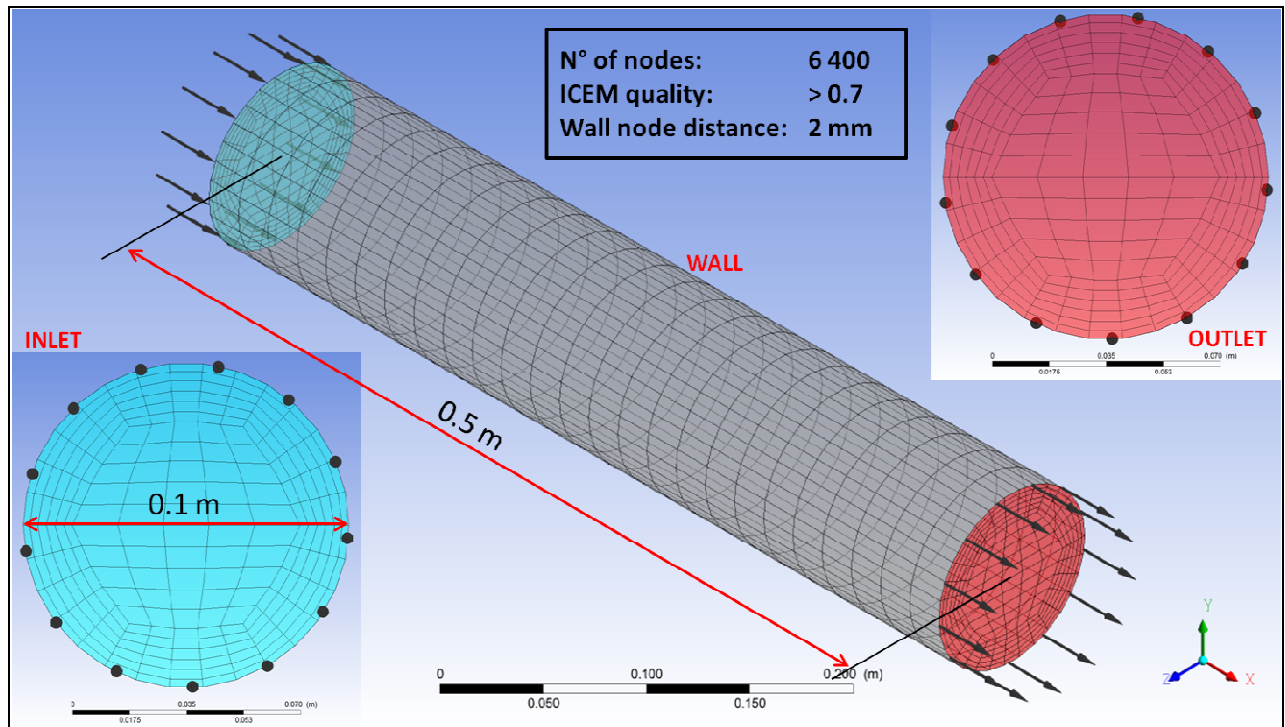 N° of nodes: 6 400
ICEM quality: > 0.7
Wall node distance: 2 mm
WALL
INLET
OUTLET
0 0.035 0.070 (m)
0.0175 0.053
0.5 m
0.1 m
0 0.100 0.200 (m)
0.050 0.150
Y
Z X
0 0.035 0.070 (m)
0.0175 0.053